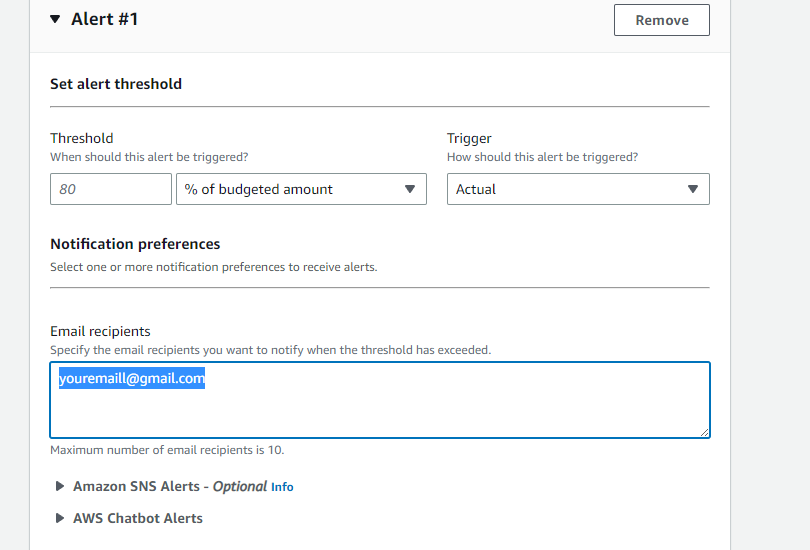 Alert #1
Remove
Set alert threshold
Threshold
Trigger
When should this alert be triggered?
How should this alert be triggered?
80
% of budgeted amount
Actual
Notification preferences
Select one or more notification preferences to receive alerts.
Email recipients
Specify the email recipients you want to notify when the threshold has exceeded.
youremaill@gmail.com
Maximum number of email recipients is 10.
Amazon SNS Alerts - Optional Info
AWS Chatbot Alerts